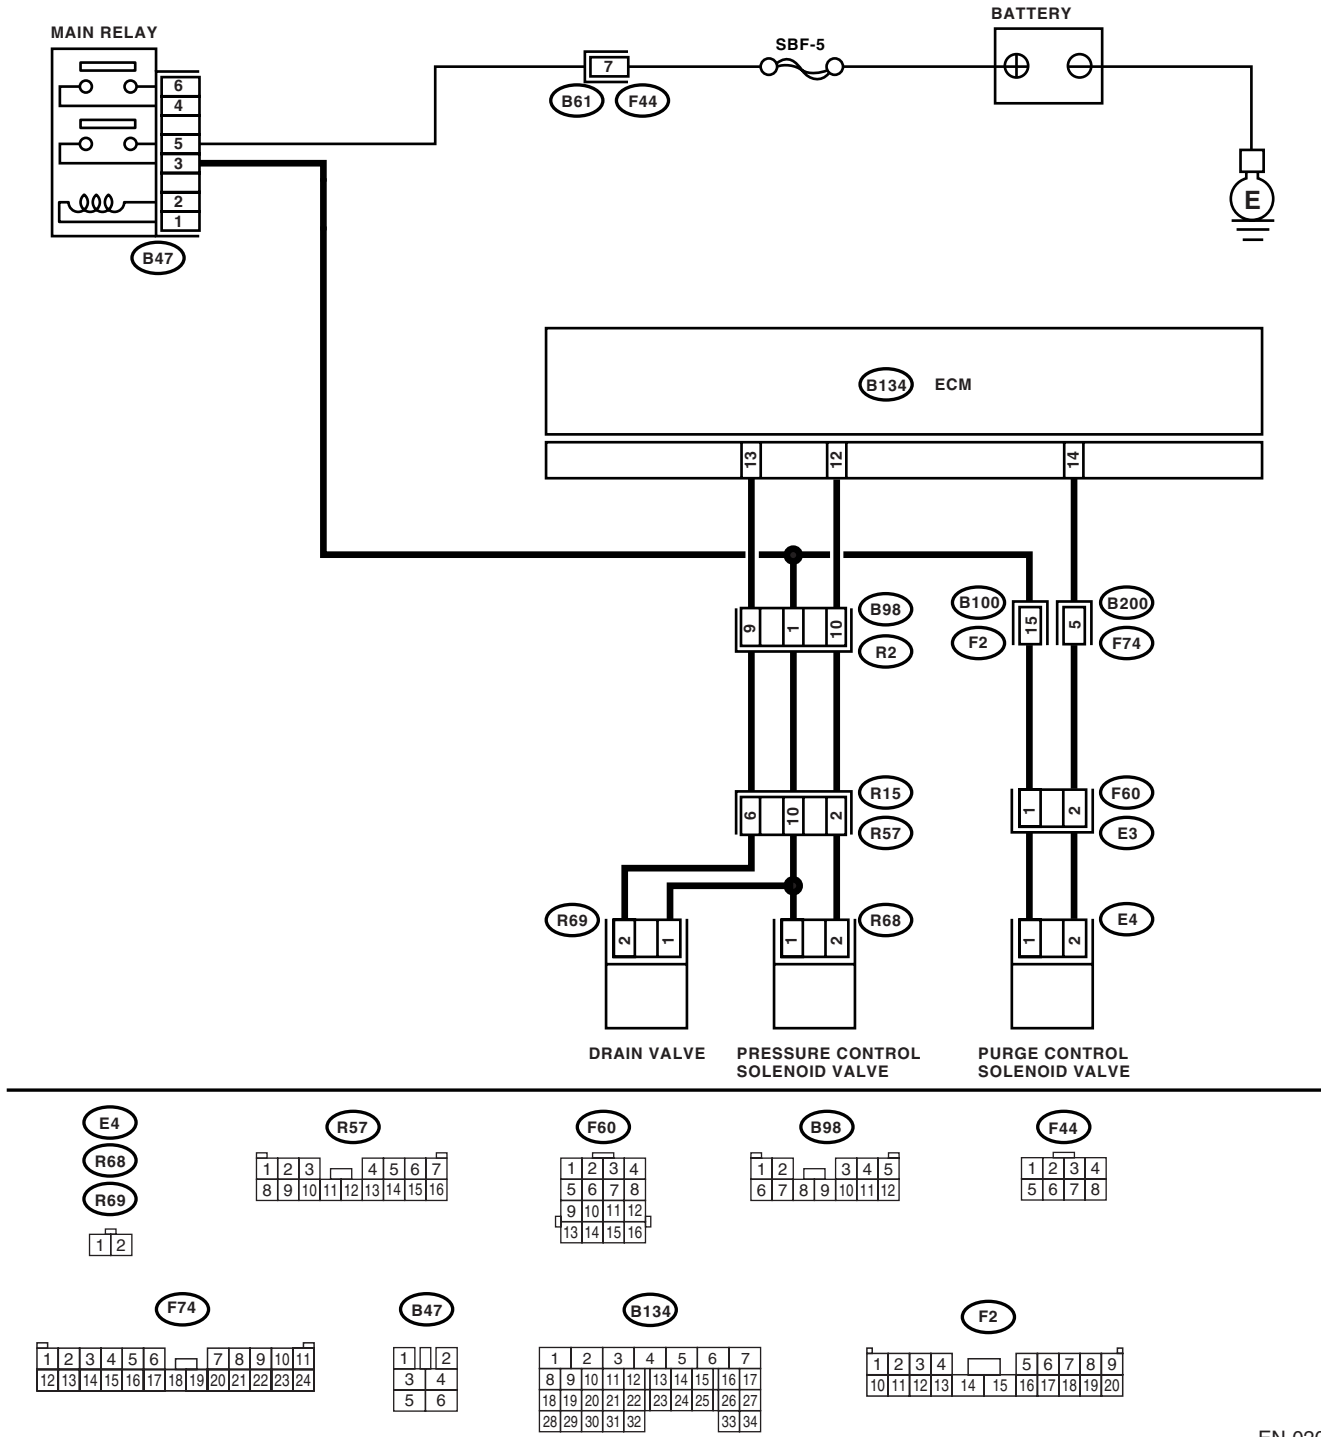 BATTERY
MAIN RELAY
SBF-5
6
4
5
3
2
1
7
B61 F44
E
B47
B134 ECM
13 12 14
B98
R2
9 1 10
B100
F2
15 5
B200
F74
R15
R57
6 10 2
F60
E3
1 2
R69
2 1
1 2
R68
1 2
E4
DRAIN VALVE
PRESSURE CONTROL
SOLENOID VALVE
PURGE CONTROL
SOLENOID VALVE
E4
R68
R69
1 2
R57
1 2 3 4 5 6 7
8 9 10 11 12 13 14 15 16
F60
1 2 3 4
5 6 7 8
9 10 11 12
13 14 15 16
B98
1 2 3 4 5
6 7 8 9 10 11 12
F44
1 2 3 4
5 6 7 8
F74
1 2 3 4 5 6 7 8 9 10 11
12 13 14 15 16 17 18 19 20 21 22 23 24
B47
1 2
3 4
5 6
B134
1 2 3 4 5 6 7
8 9 10 11 12 13 14 15 16 17
18 19 20 21 22 23 24 25 26 27
28 29 30 31 32 33 34
F2
1 2 3 4 5 6 7 8 9
10 11 12 13 14 15 16 17 18 19 20